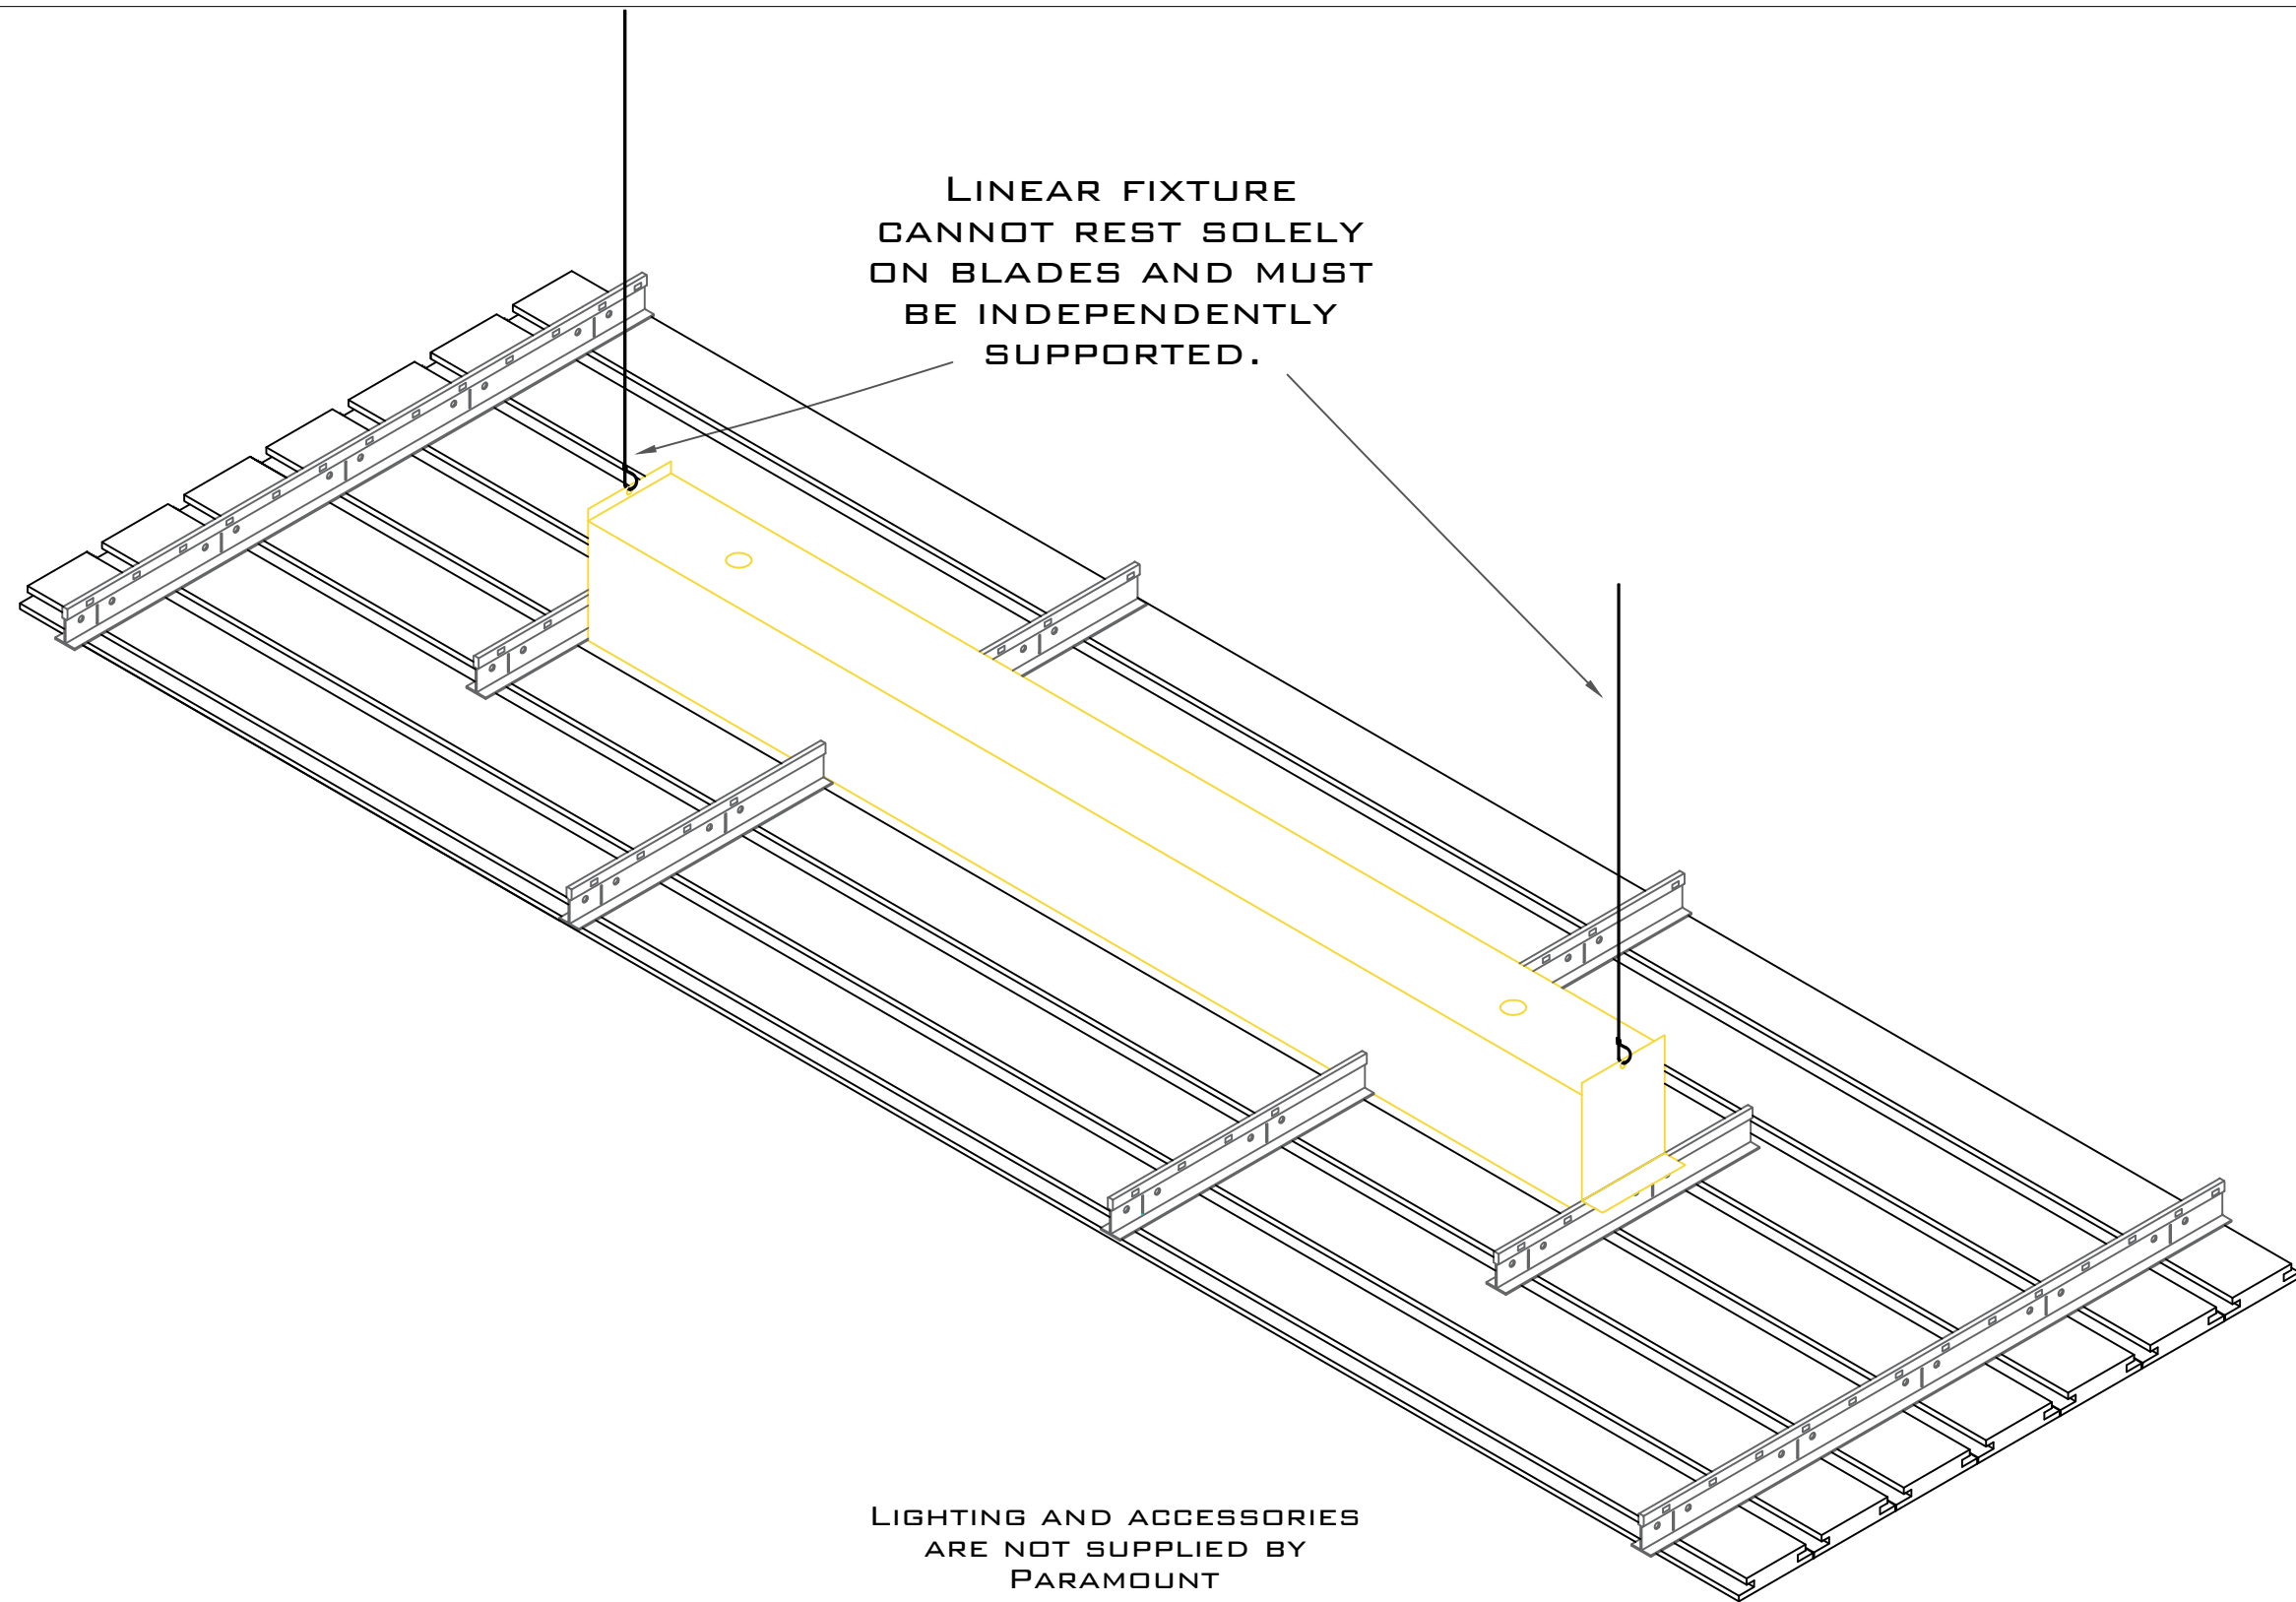 Linear fixture
cannot rest solely
on blades and must
be independently
supported.
Lighting and accessories
are not supplied by
Paramount